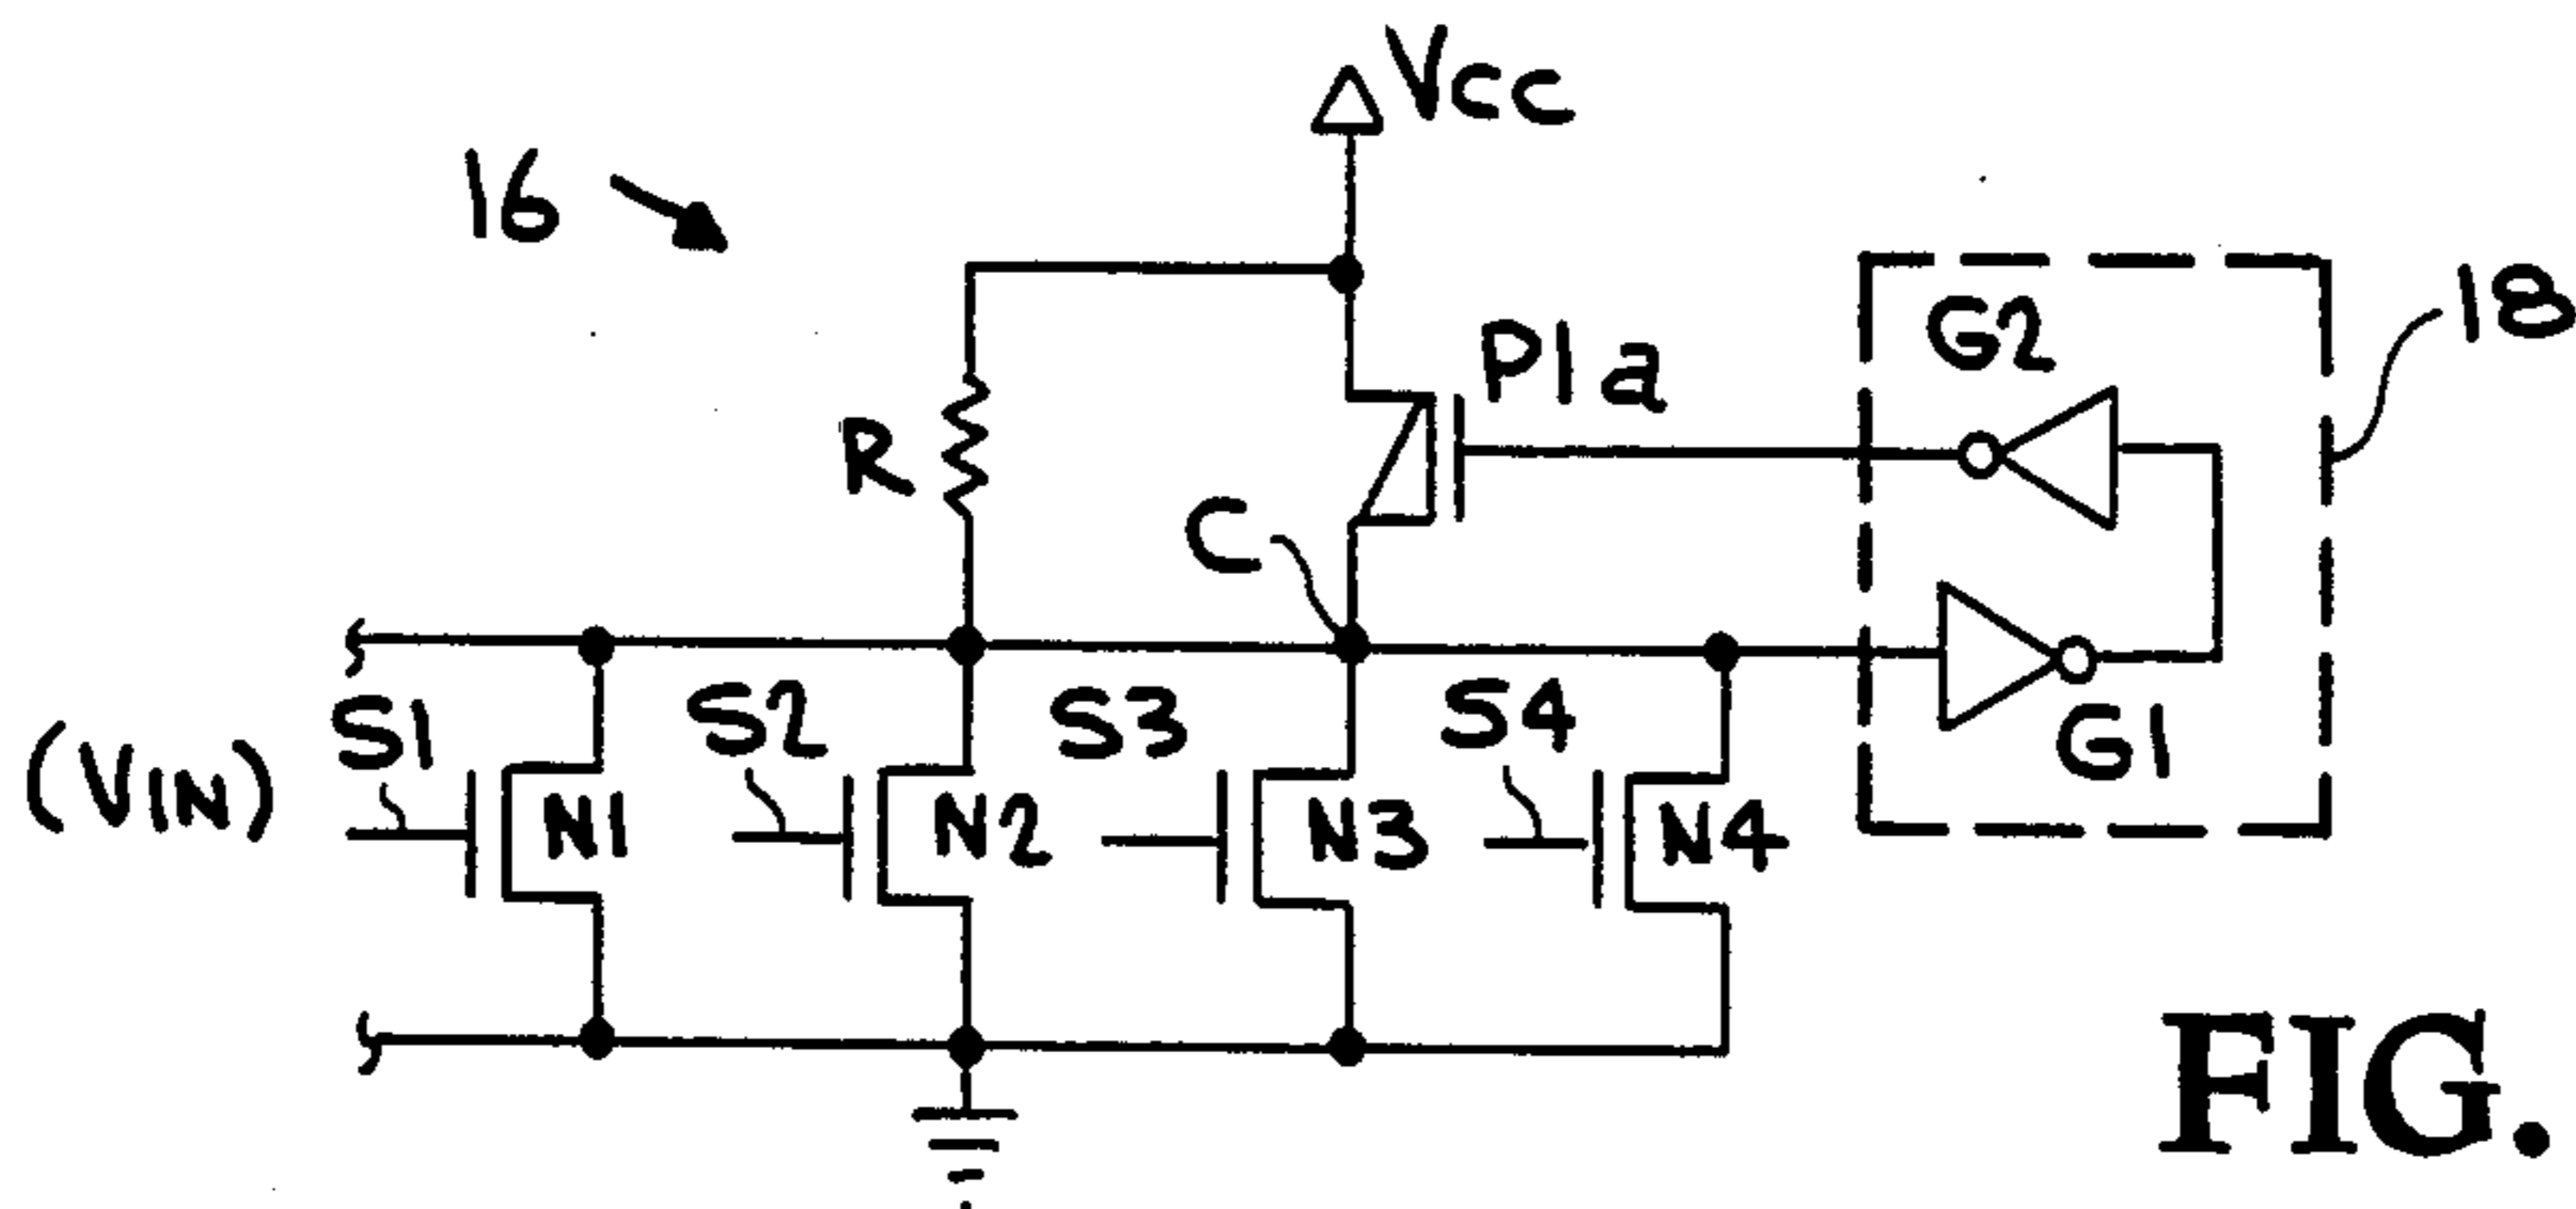 Vcc
16
18
G2
P1a
R
C
S1
S2
S3
S4
(VIN)
G1
N1
N2
N3
N4
FIG.